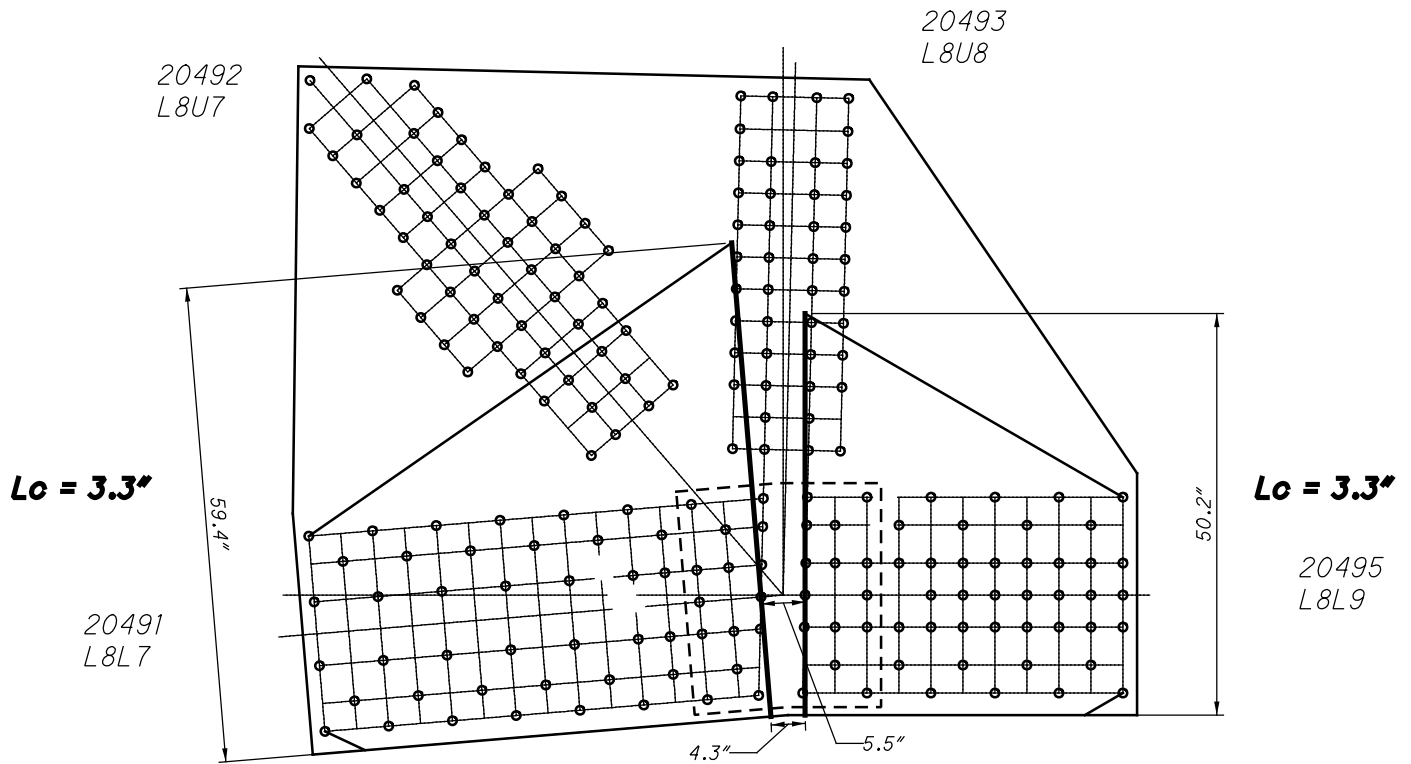 20493
L8U8
20492
L8U7
Lc = 3.3"
59.4"
50.2"
Lc = 3.3"
20495
L8L9
20491
L8L7
4.3"
5.5"